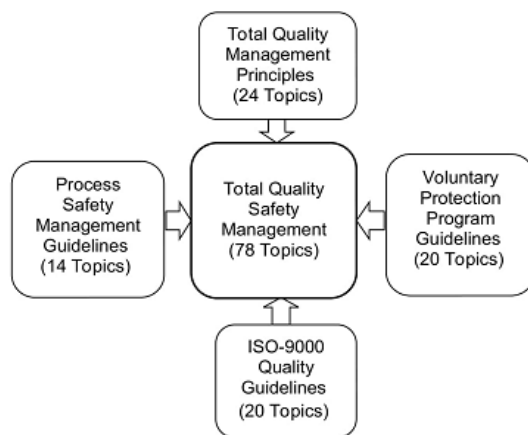 Total Quality
Management
Principles
(24 Topics)
Process
Safety
Management
Guidelines
(14 Topics)
Total Quality
Safety
Management
(78 Topics)
Voluntary
Protection
Program
Guidelines
(20 Topics)
ISO-9000
Quality
Guidelines
(20 Topics)